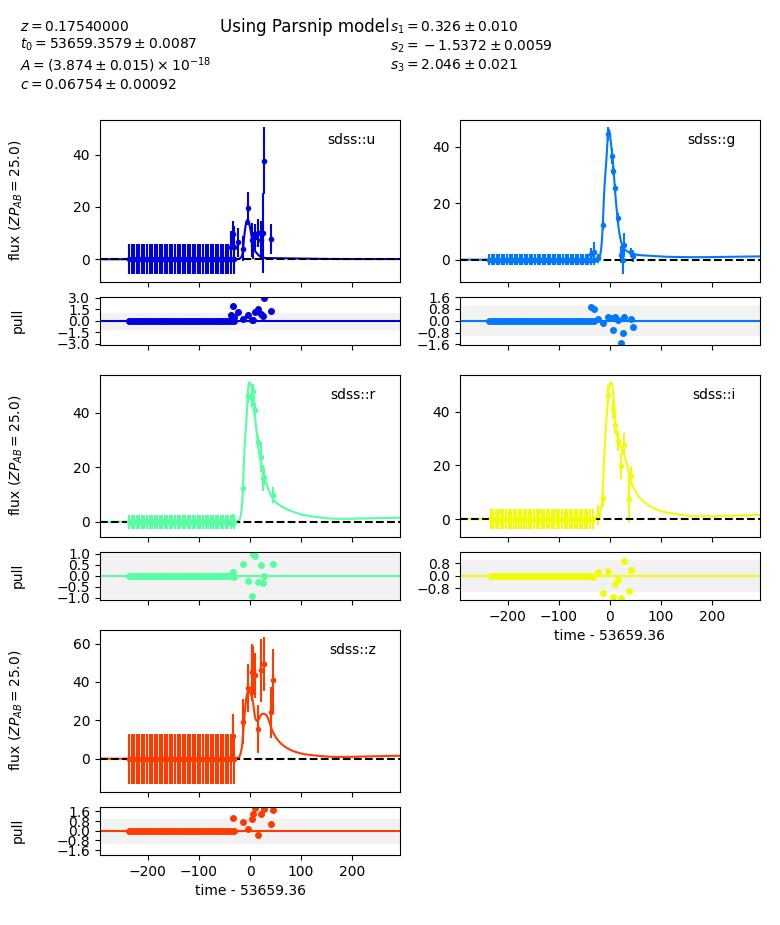 Using Parsnip model
z = 0.17540000
t₀ = 53659.3579 ± 0.0087
A = (3.874 ± 0.015) × 10⁻¹⁸
c = 0.06754 ± 0.00092
s₁ = 0.326 ± 0.010
s₂ = −1.5372 ± 0.0059
s₃ = 2.046 ± 0.021
flux (ZP_AB = 25.0)
40
20
0
sdss::u
40
20
0
sdss::g
pull
3.0
1.5
0.0
−1.5
−3.0
1.6
0.8
0.0
−0.8
−1.6
flux (ZP_AB = 25.0)
40
20
0
sdss::r
40
20
0
sdss::i
pull
1.0
0.5
0.0
−0.5
−1.0
0.8
0.0
−0.8
−200 −100 0 100 200
time - 53659.36
flux (ZP_AB = 25.0)
60
40
20
0
sdss::z
pull
1.6
0.8
0.0
−0.8
−1.6
−200 −100 0 100 200
time - 53659.36